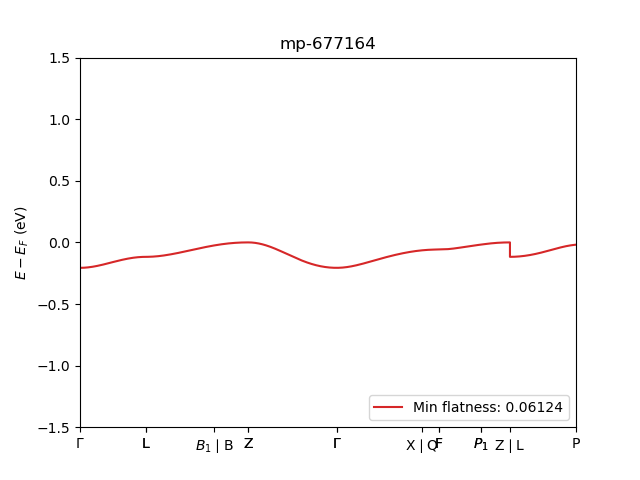 mp-677164
1.5
1.0
0.5
0.0
−0.5
−1.0
−1.5
E − E_F (eV)
Min flatness: 0.06124
Γ L B₁ | B Z Γ X | Q F P₁ Z | L P